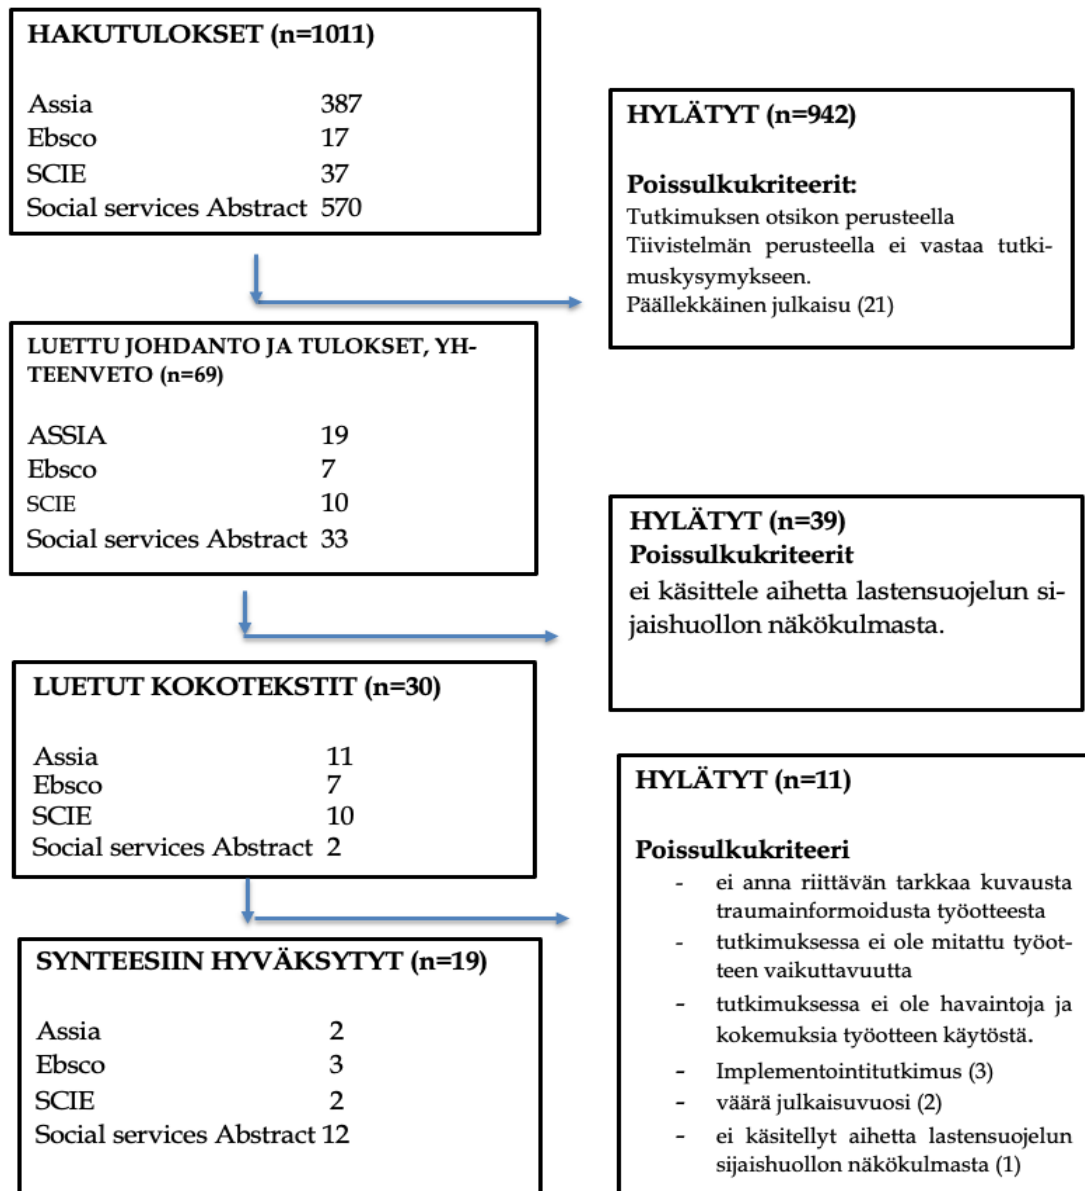 HAKUTULOKSET (n=1011)
Assia 387
Ebsco 17
SCIE 37
Social services Abstract 570
HYLÄTYT (n=942)
Poissulkukriteerit:
Tutkimuksen otsikon perusteella
Tiivistelmän perusteella ei vastaa tutki-
muskysymykseen.
Päällekkäinen julkaisu (21)
LUETTU JOHDANTO JA TULOKSET, YH-
TEENVETO (n=69)
ASSIA 19
Ebsco 7
SCIE 10
Social services Abstract 33
HYLÄTYT (n=39)
Poissulkukriteerit
ei käsittele aihetta lastensuojelun si-
jaishuollon näkökulmasta.
LUETUT KOKOTEKSTIT (n=30)
Assia 11
Ebsco 7
SCIE 10
Social services Abstract 2
HYLÄTYT (n=11)
Poissulkukriteeri
- ei anna riittävän tarkkaa kuvausta
traumainformoidusta työotteesta
- tutkimuksessa ei ole mitattu työot-
teen vaikuttavuutta
- tutkimuksessa ei ole havaintoja ja
kokemuksia työotteen käytöstä.
- Implementointitutkimus (3)
- väärä julkaisuvuosi (2)
- ei käsitellyt aihetta lastensuojelun
sijaishuollon näkökulmasta (1)
SYNTEESIIN HYVÄKSYTYT (n=19)
Assia 2
Ebsco 3
SCIE 2
Social services Abstract 12